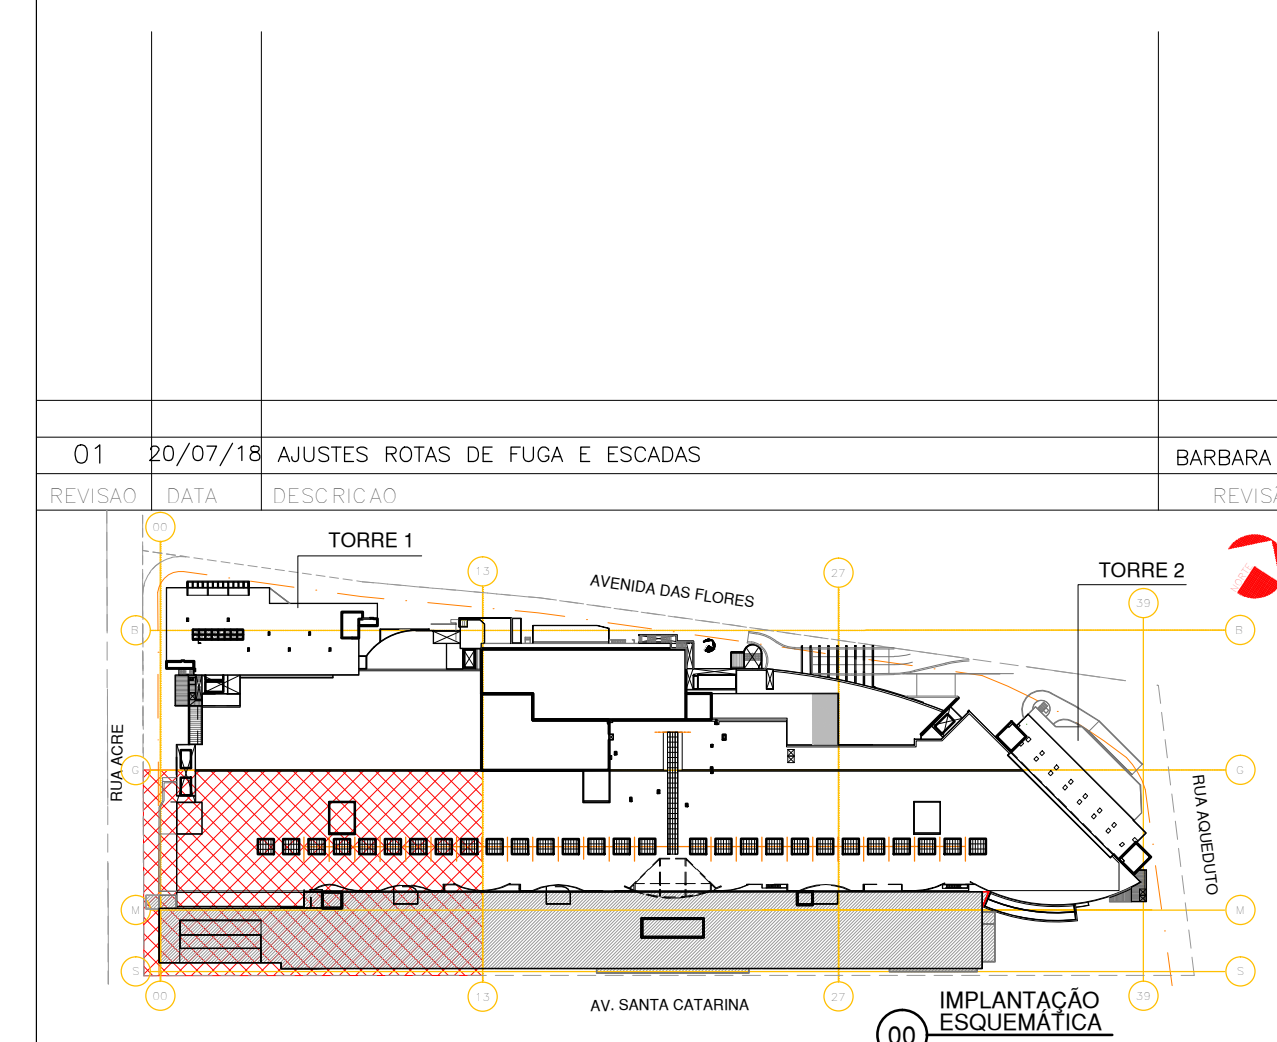 01 20/07/18 AJUSTES ROTAS DE FUGA E ESCADAS BARBARA
REVISAO DATA DESCRICAO REVISÃ
00
TORRE 1
13
27
AVENIDA DAS FLORES
TORRE 2
NORTE
39
B
B
RUA ACRE
G
G
RUA AQUEDUTO
M
M
S
S
00
13
27
39
AV. SANTA CATARINA
IMPLANTAÇÃO
ESQUEMÁTICA
00